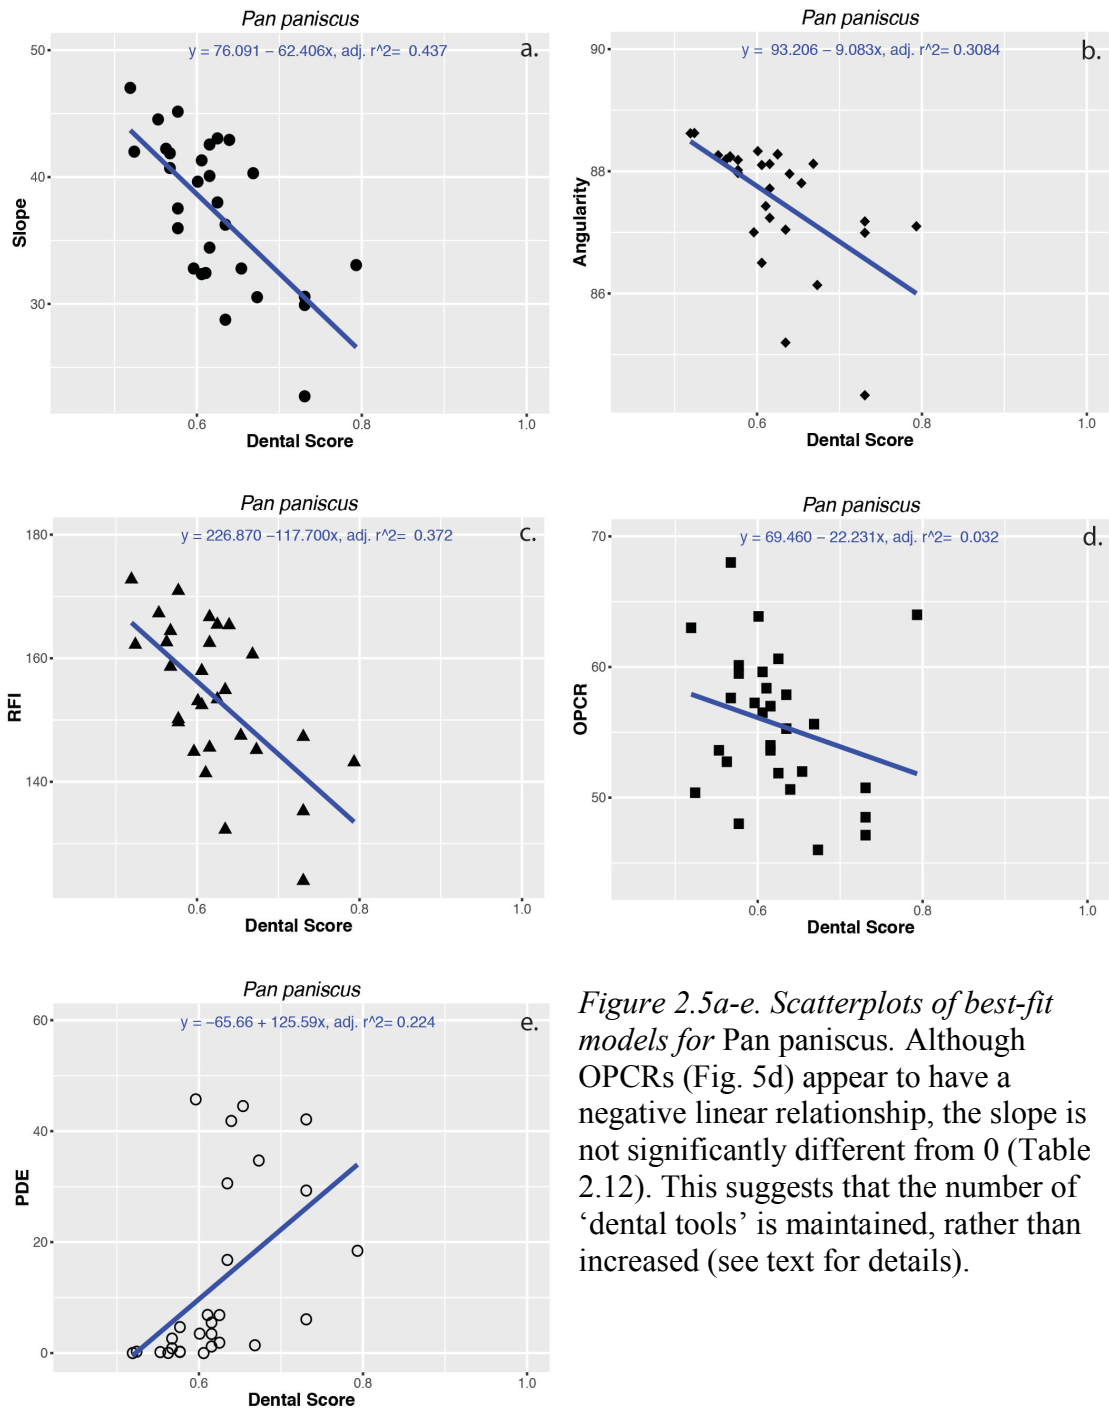 Pan paniscus
y = 76.091 − 62.406x, adj. r^2= 0.437
a.
50
40
30
Slope
0.6 0.8 1.0
Dental Score
Pan paniscus
y = 93.206 − 9.083x, adj. r^2= 0.3084
b.
90
88
86
Angularity
0.6 0.8 1.0
Dental Score
Pan paniscus
y = 226.870 −117.700x, adj. r^2= 0.372
c.
180
160
140
RFI
0.6 0.8 1.0
Dental Score
Pan paniscus
y = 69.460 − 22.231x, adj. r^2= 0.032
d.
70
60
50
OPCR
0.6 0.8 1.0
Dental Score
Pan paniscus
y = −65.66 + 125.59x, adj. r^2= 0.224
e.
60
40
20
0
PDE
0.6 0.8 1.0
Dental Score
Figure 2.5a-e. Scatterplots of best-fit
models for Pan paniscus. Although
OPCRs (Fig. 5d) appear to have a
negative linear relationship, the slope is
not significantly different from 0 (Table
2.12). This suggests that the number of
‘dental tools’ is maintained, rather than
increased (see text for details).